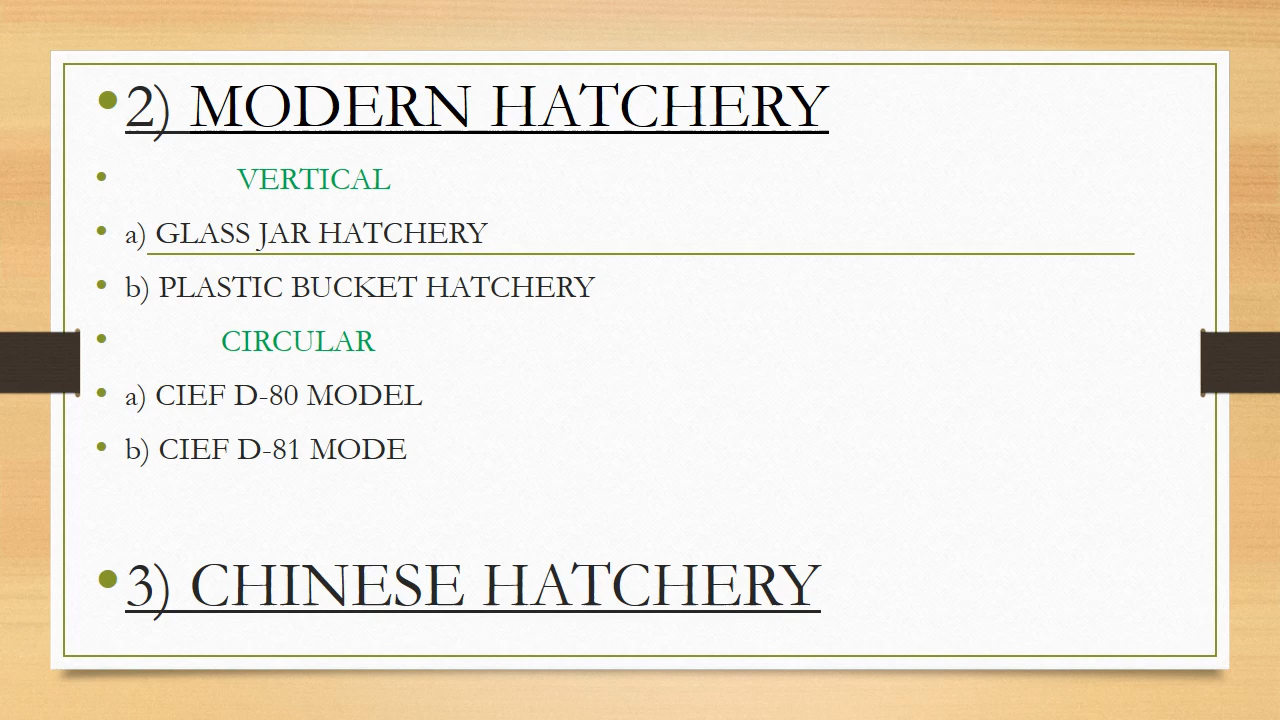 • 2) MODERN HATCHERY
• VERTICAL
• a) GLASS JAR HATCHERY
• b) PLASTIC BUCKET HATCHERY
• CIRCULAR
• a) CIEF D-80 MODEL
• b) CIEF D-81 MODE
• 3) CHINESE HATCHERY